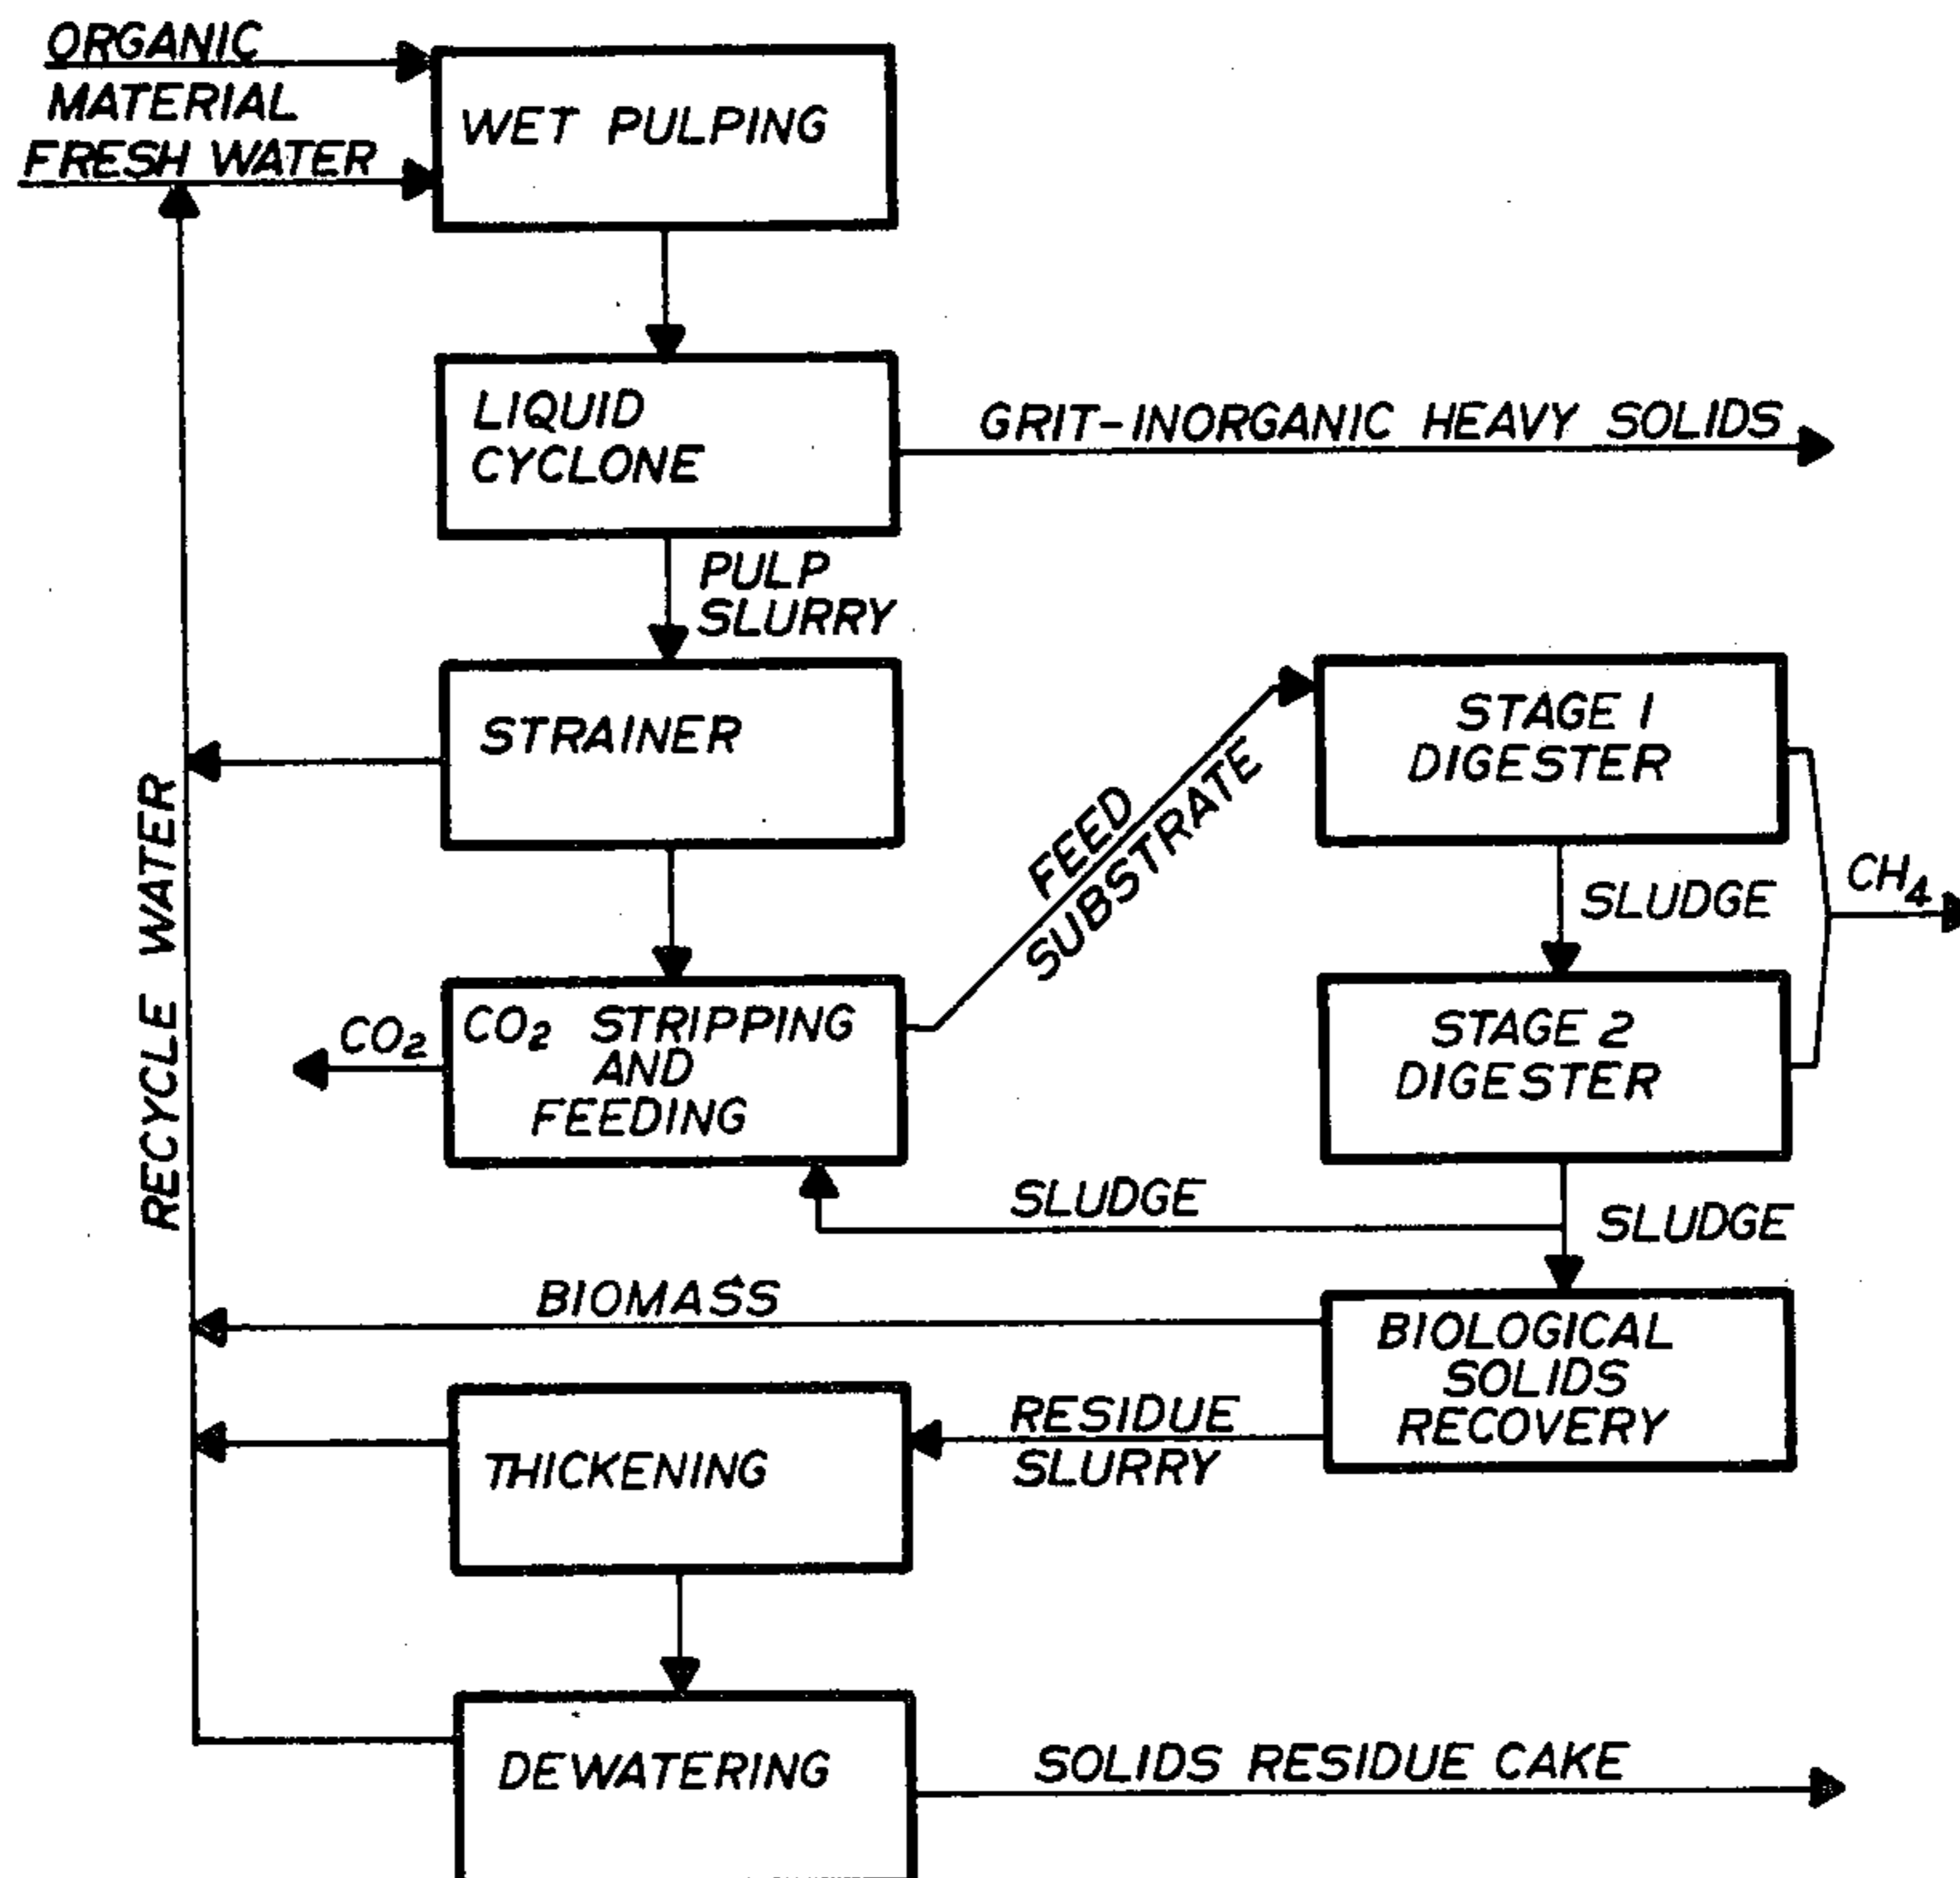 ORGANIC
MATERIAL
FRESH WATER
WET PULPING
LIQUID
CYCLONE
GRIT-INORGANIC HEAVY SOLIDS
PULP
SLURRY
STRAINER
STAGE 1
DIGESTER
FEED
SUBSTRATE
SLUDGE
CH4
RECYCLE WATER
CO2
CO2 STRIPPING
AND
FEEDING
STAGE 2
DIGESTER
SLUDGE
SLUDGE
BIOMASS
BIOLOGICAL
SOLIDS
RECOVERY
RESIDUE
SLURRY
THICKENING
DEWATERING
SOLIDS RESIDUE CAKE